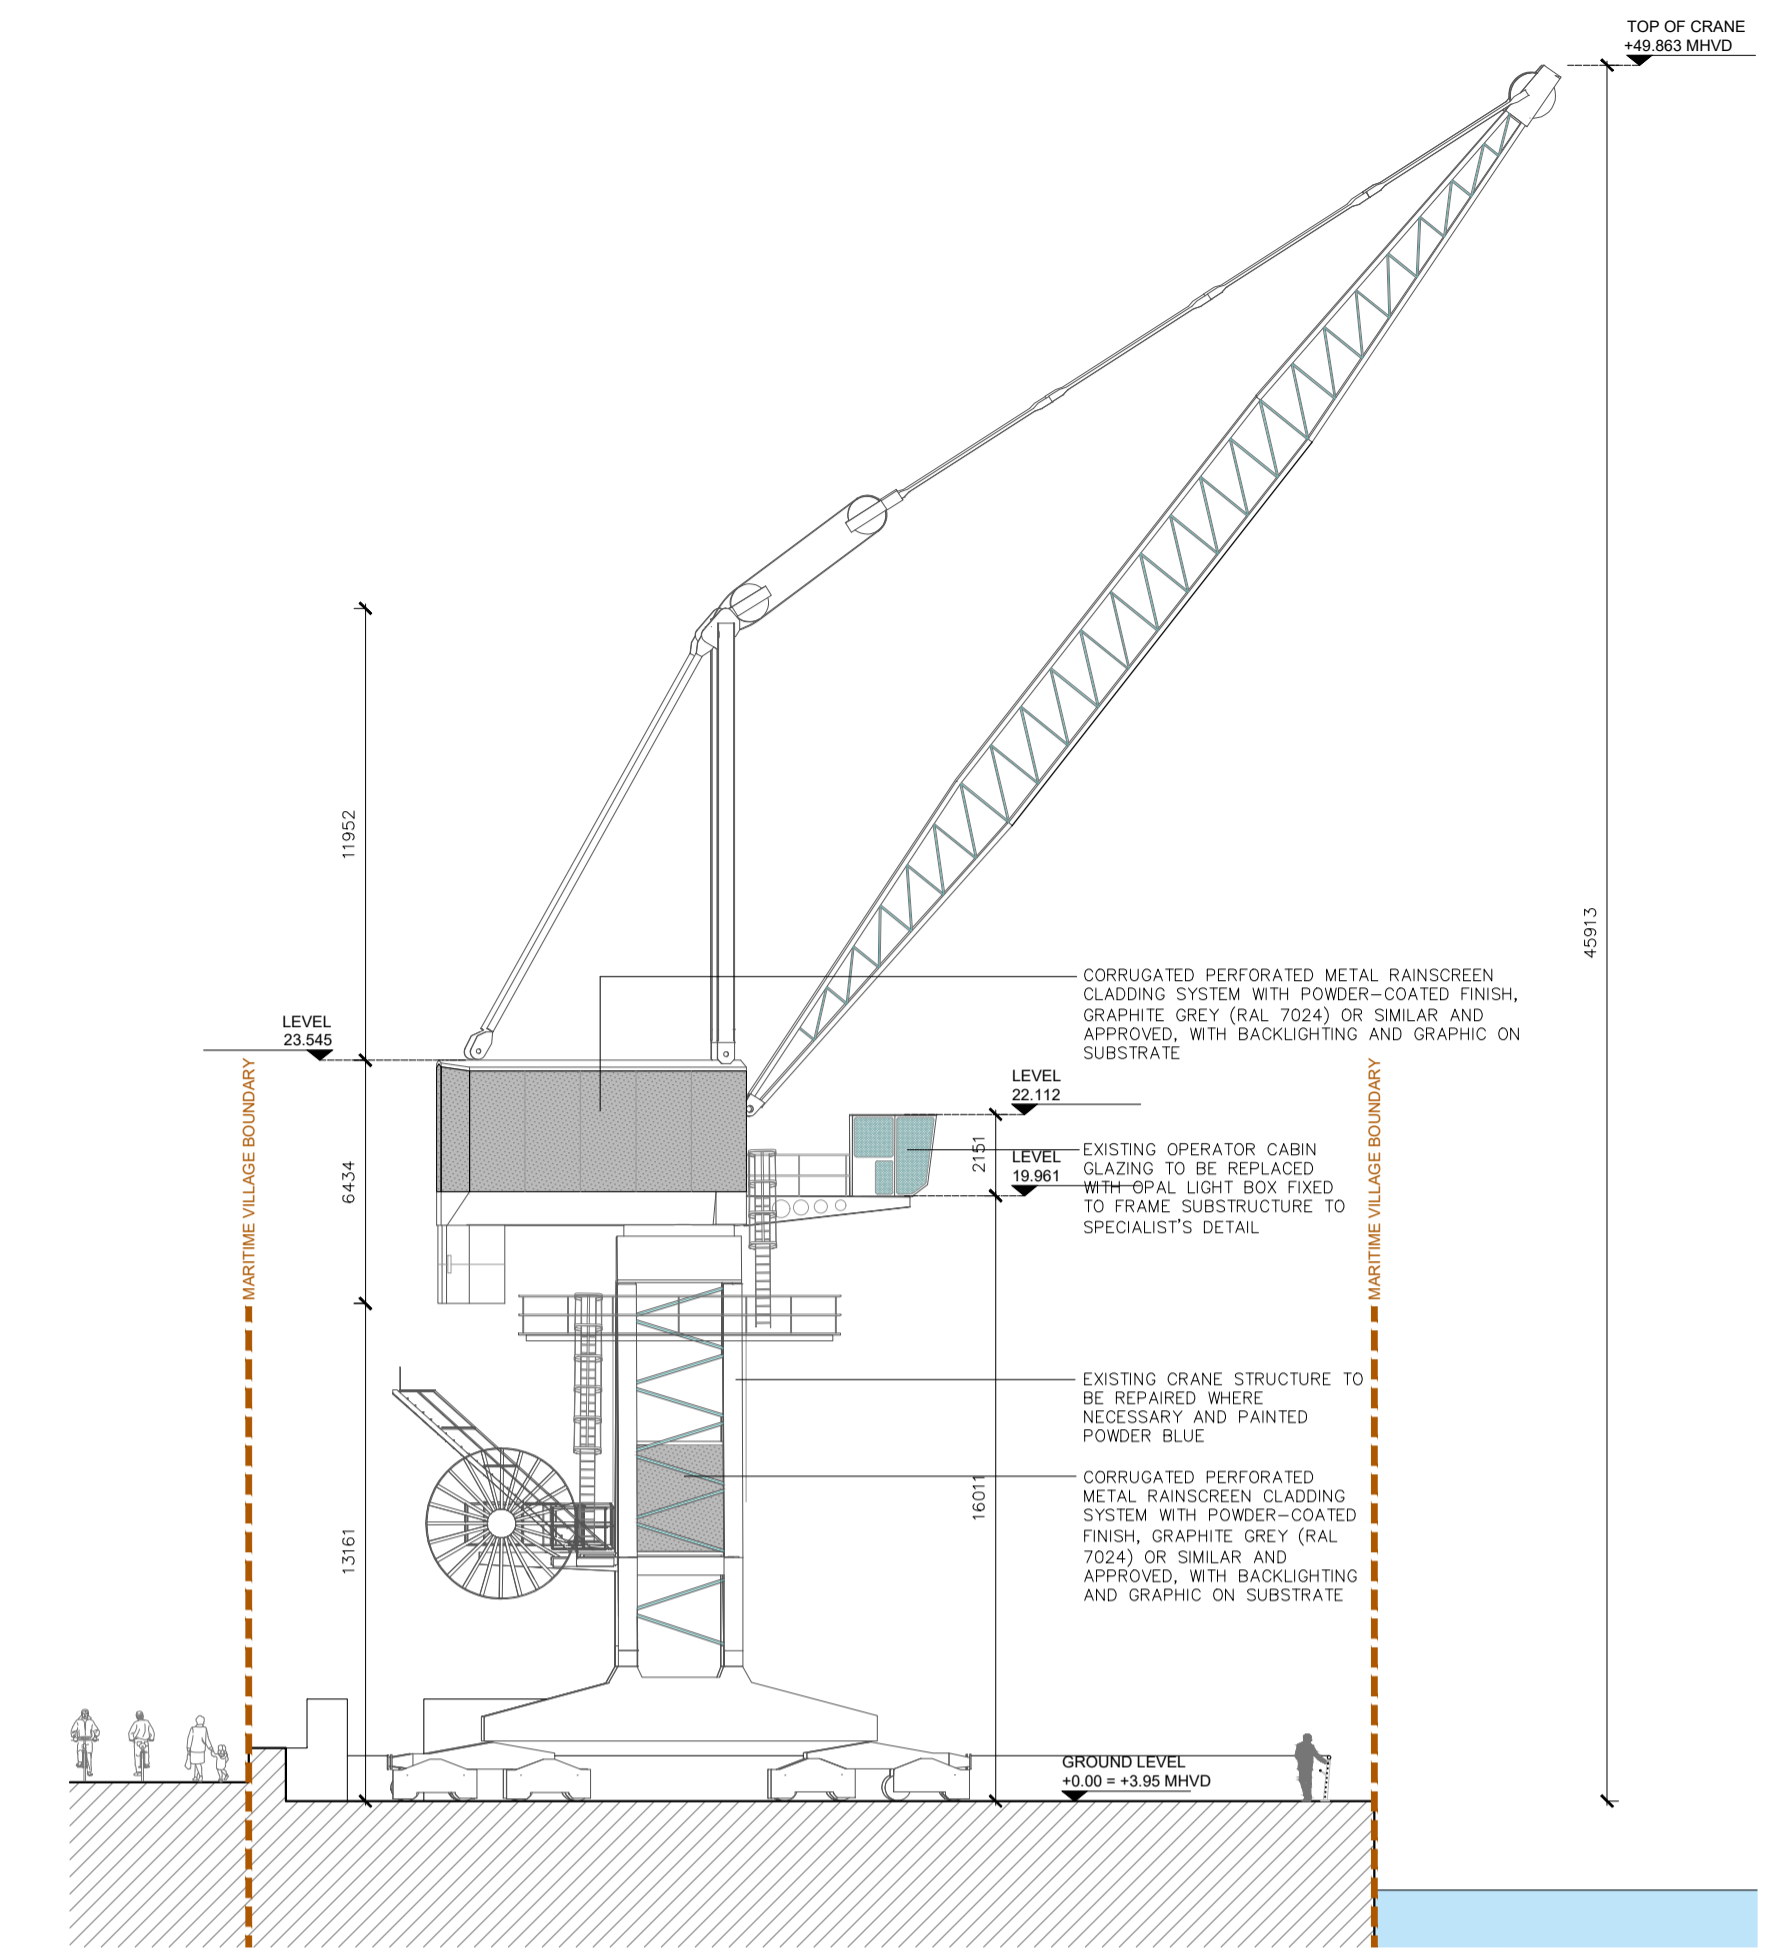 TOP OF CRANE
+49.863 MHVD
11952
45913
CORRUGATED PERFORATED METAL RAINSCREEN
CLADDING SYSTEM WITH POWDER-COATED FINISH,
GRAPHITE GREY (RAL 7024) OR SIMILAR AND
APPROVED, WITH BACKLIGHTING AND GRAPHIC ON
SUBSTRATE
LEVEL
23.545
MARITIME VILLAGE BOUNDARY
MARITIME VILLAGE BOUNDARY
LEVEL
22.112
6434
2151
LEVEL
19.961
EXISTING OPERATOR CABIN
GLAZING TO BE REPLACED
WITH OPAL LIGHT BOX FIXED
TO FRAME SUBSTRUCTURE TO
SPECIALIST'S DETAIL
EXISTING CRANE STRUCTURE TO
BE REPAIRED WHERE
NECESSARY AND PAINTED
POWDER BLUE
13161
16011
CORRUGATED PERFORATED
METAL RAINSCREEN CLADDING
SYSTEM WITH POWDER-COATED
FINISH, GRAPHITE GREY (RAL
7024) OR SIMILAR AND
APPROVED, WITH BACKLIGHTING
AND GRAPHIC ON SUBSTRATE
GROUND LEVEL
+0.00 = +3.95 MHVD